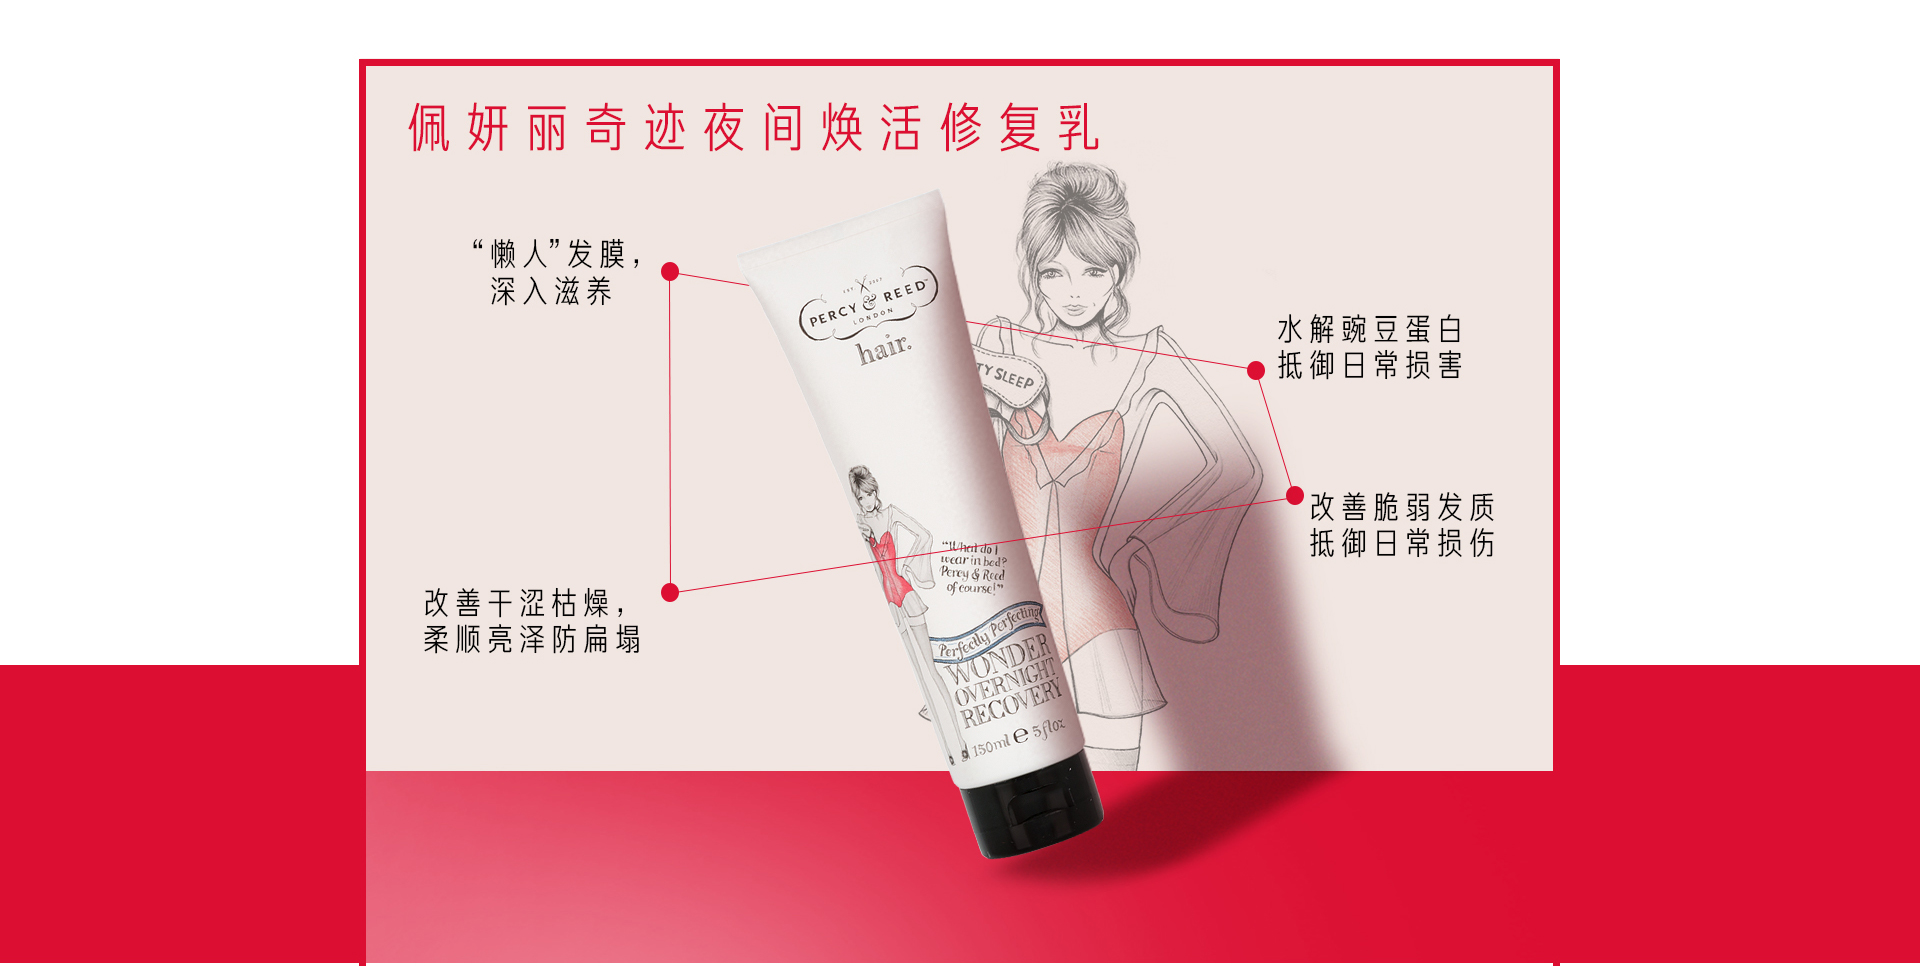 佩妍丽奇迹夜间焕活修复乳
“懒人”发膜，
深入滋养
水解豌豆蛋白
抵御日常损害
改善脆弱发质
抵御日常损伤
改善干涩枯燥，
柔顺亮泽防扁塌
EST 2007
PERCY & REED™
LONDON
hair.
TY SLEEP
“What do I
wear in bed?
Percy & Reed
of course!”
Perfectly Perfecting
WONDER
OVERNIGHT
RECOVERY
150ml e 5floz